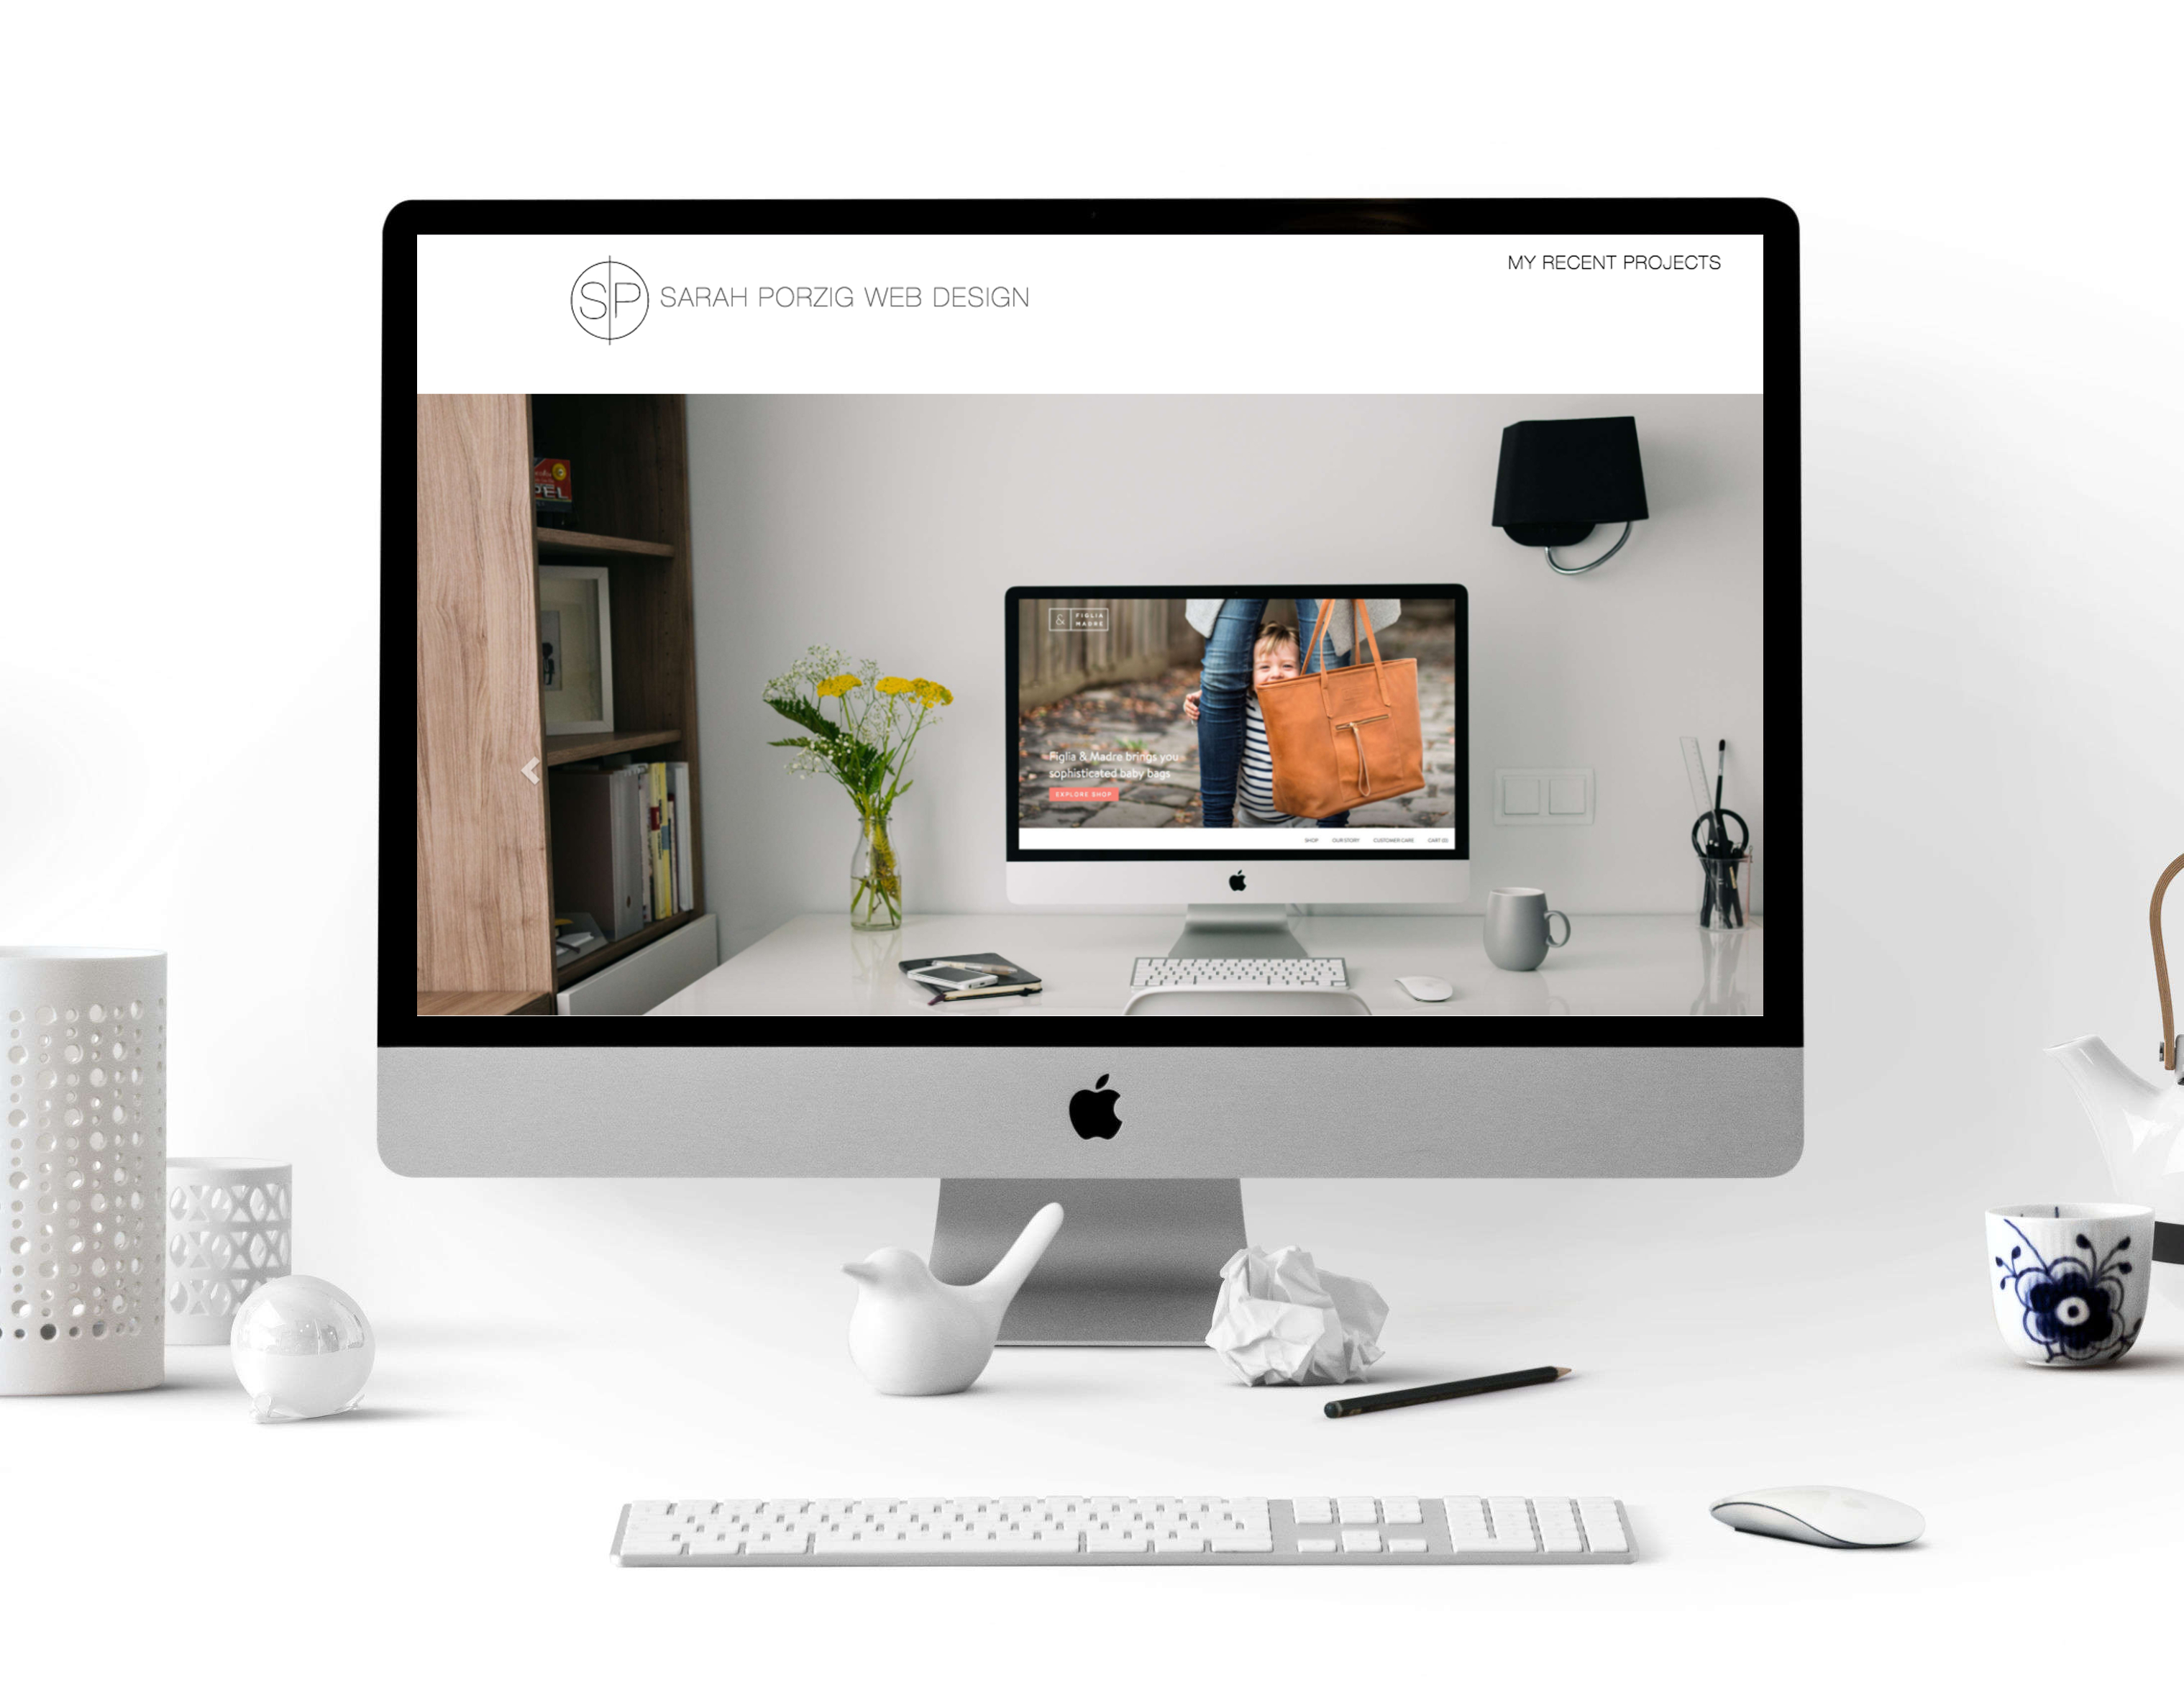 MY RECENT PROJECTS
SP
SARAH PORZIG WEB DESIGN
PEL
&
FIGLIA
MADRE
Figlia & Madre brings you
sophisticated baby bags
EXPLORE SHOP
SHOP OUR STORY CUSTOMER CARE CART (0)